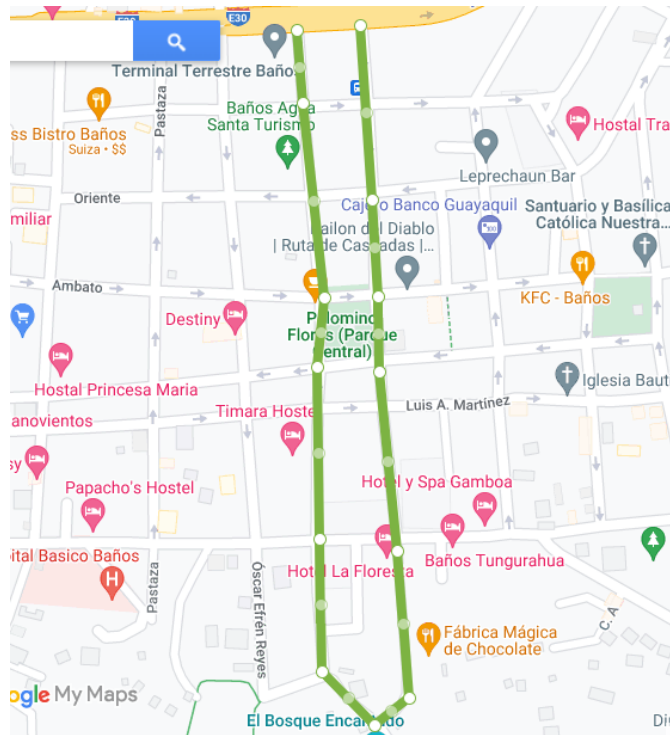 E30
E30
Terminal Terrestre Baño
Pastaza
Baños Agua
Santa Turismo
ss Bistro Baños
Suiza • $$
Hostal Tra
Leprechaun Bar
Oriente
Cajero Banco Guayaquil
Santuario y Basílica
Católica Nuestra...
miliar
Bailon del Diablo
| Ruta de Cascadas |...
Ambato
KFC - Baños
Destiny
Palomino
Flores (Parque
Central)
Hostal Princesa Maria
Iglesia Baut
anovientos
Timara Hoste
Luis A. Martínez
sy
Papacho's Hostel
Hotel y Spa Gamboa
ital Basico Baños
H
Hotel La Floresta
Baños Tungurahua
Pastaza
Óscar Efrén Reyes
C. A
Fábrica Mágica
de Chocolate
ogle My Maps
El Bosque Encantado
Di